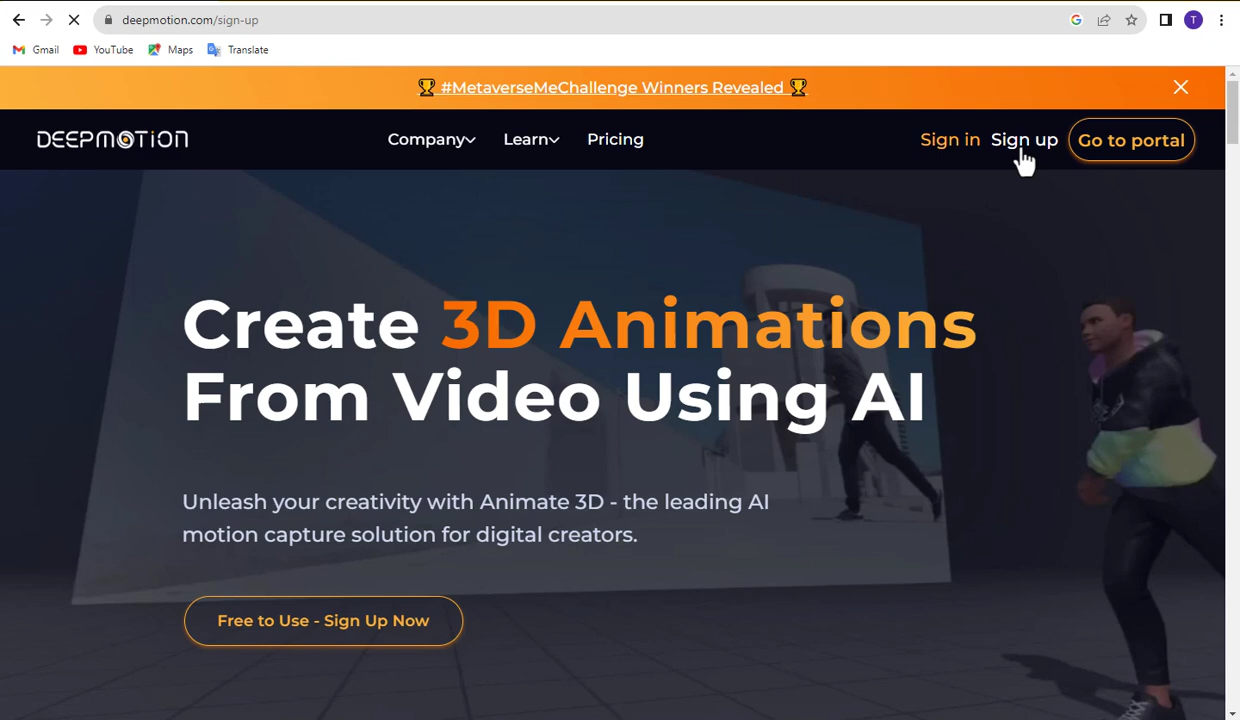 deepmotion.com/sign-up
T
Gmail
YouTube
Maps
Translate
🏆 #MetaverseMeChallenge Winners Revealed 🏆
DEEPMOTION
Company
Learn
Pricing
Sign in
Sign up
Go to portal
Create 3D Animations
From Video Using AI
Unleash your creativity with Animate 3D - the leading AI
motion capture solution for digital creators.
Free to Use - Sign Up Now